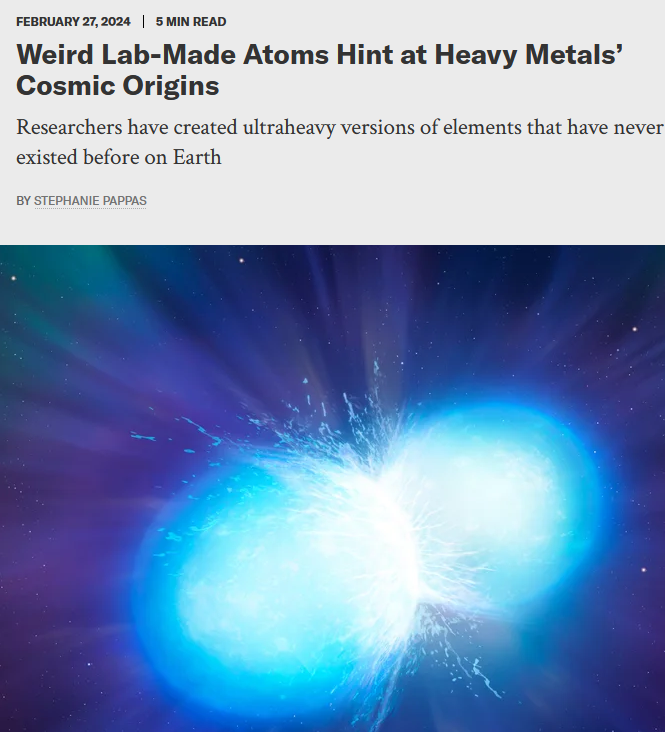 FEBRUARY 27, 2024 | 5 MIN READ
Weird Lab-Made Atoms Hint at Heavy Metals’
Cosmic Origins
Researchers have created ultraheavy versions of elements that have never
existed before on Earth
BY STEPHANIE PAPPAS